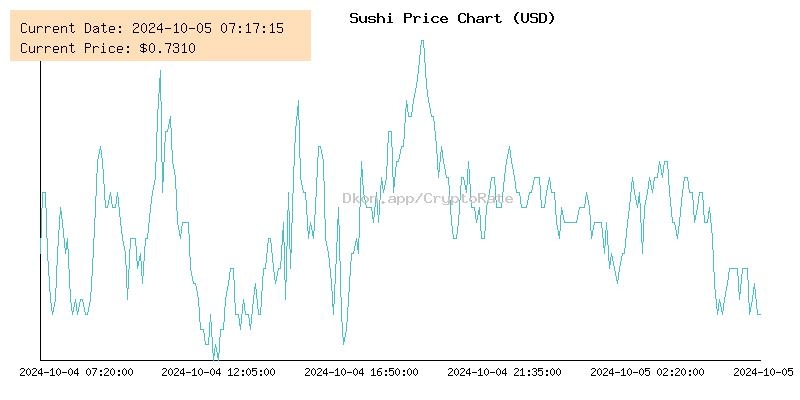 Sushi Price Chart (USD)
Current Date: 2024-10-05 07:17:15
Current Price: $0.7310
Dkon.app/CryptoRate
2024-10-04 07:20:00
2024-10-04 12:05:00
2024-10-04 16:50:00
2024-10-04 21:35:00
2024-10-05 02:20:00
2024-10-05